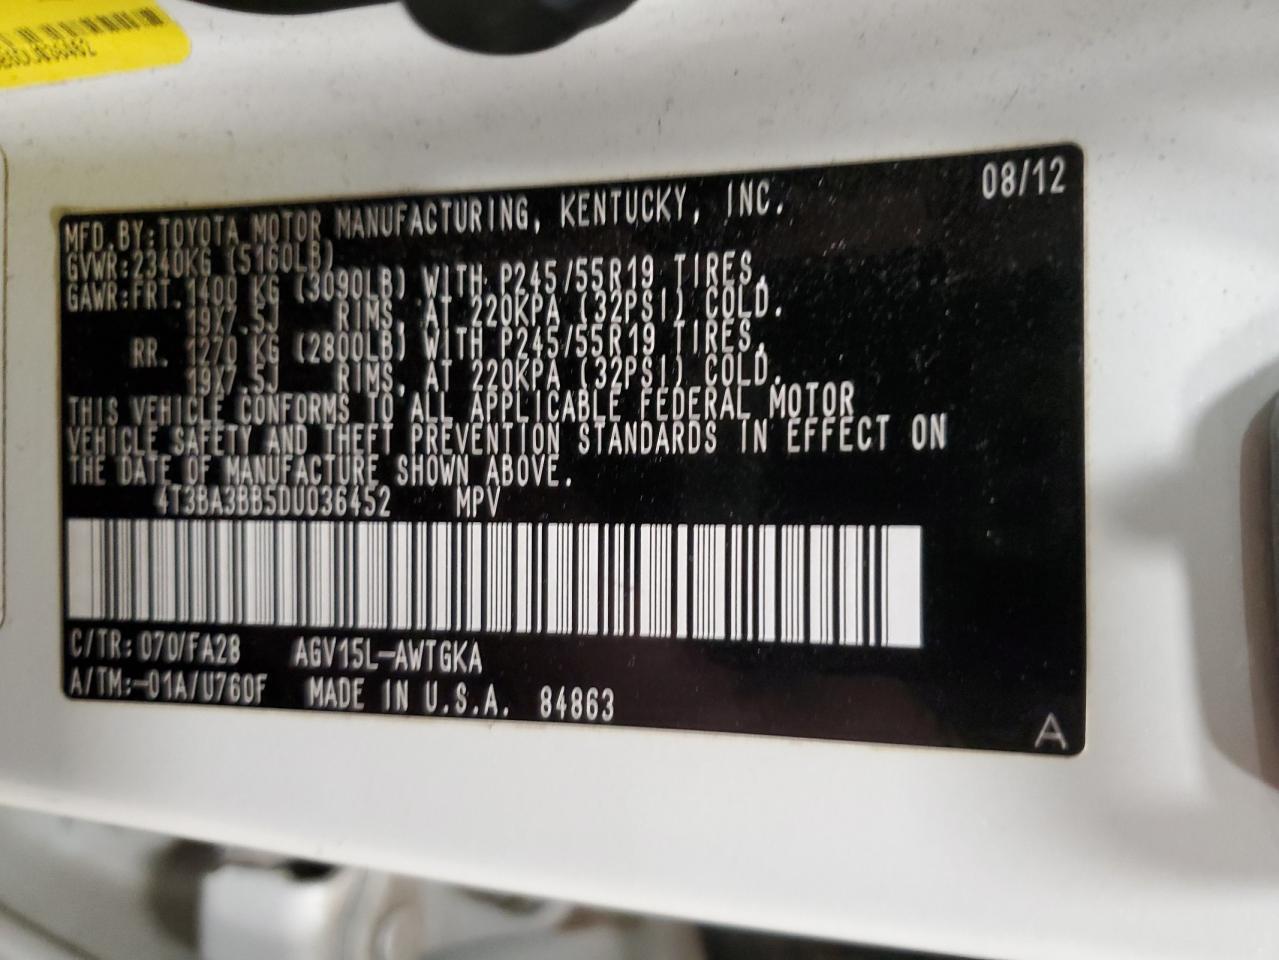 08/12
MFD.BY:TOYOTA MOTOR MANUFACTURING, KENTUCKY, INC.
GVWR:2340KG (5160LB)
GAWR:FRT. 1400 KG (3090LB) WITH P245/55R19 TIRES,
19X7.5J RIMS, AT 220KPA (32PSI) COLD.
RR. 1270 KG (2800LB) WITH P245/55R19 TIRES,
19X7.5J RIMS, AT 220KPA (32PSI) COLD.
THIS VEHICLE CONFORMS TO ALL APPLICABLE FEDERAL MOTOR
VEHICLE SAFETY AND THEFT PREVENTION STANDARDS IN EFFECT ON
THE DATE OF MANUFACTURE SHOWN ABOVE.
4T3BA3BB5DU036452 MPV
C/TR:070/FA28 AGV15L-AWTGKA
A/TM:-01A/U760F MADE IN U.S.A. 84863
A